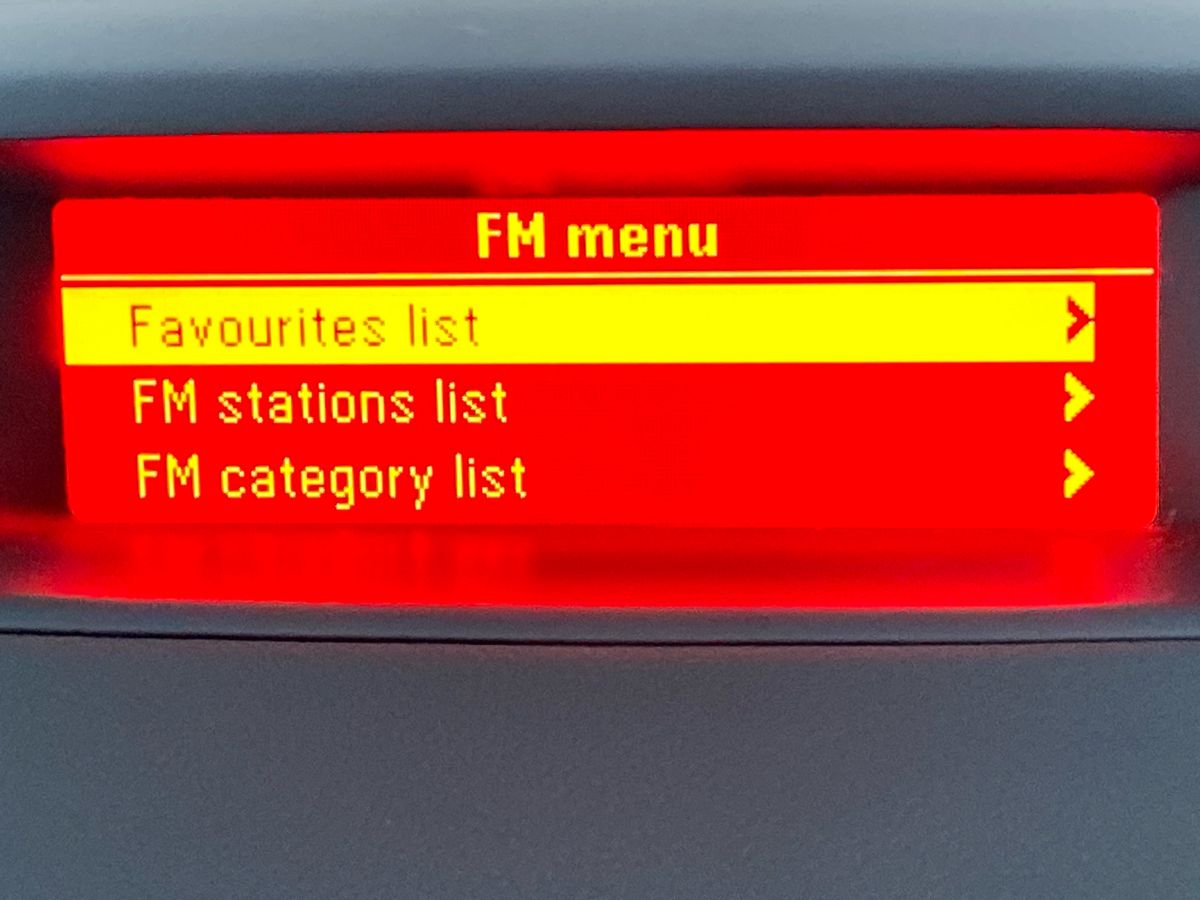 FM menu
Favourites list
FM stations list
FM category list